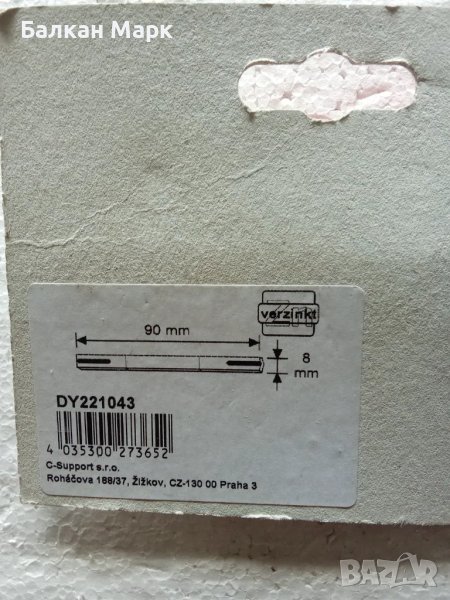 Балкан Марк
verzinkt
90 mm
8
mm
DY221043
4 035300 273652
C-Support s.r.o.
Roháčova 188/37, Žižkov, CZ-130 00 Praha 3
BAZAR